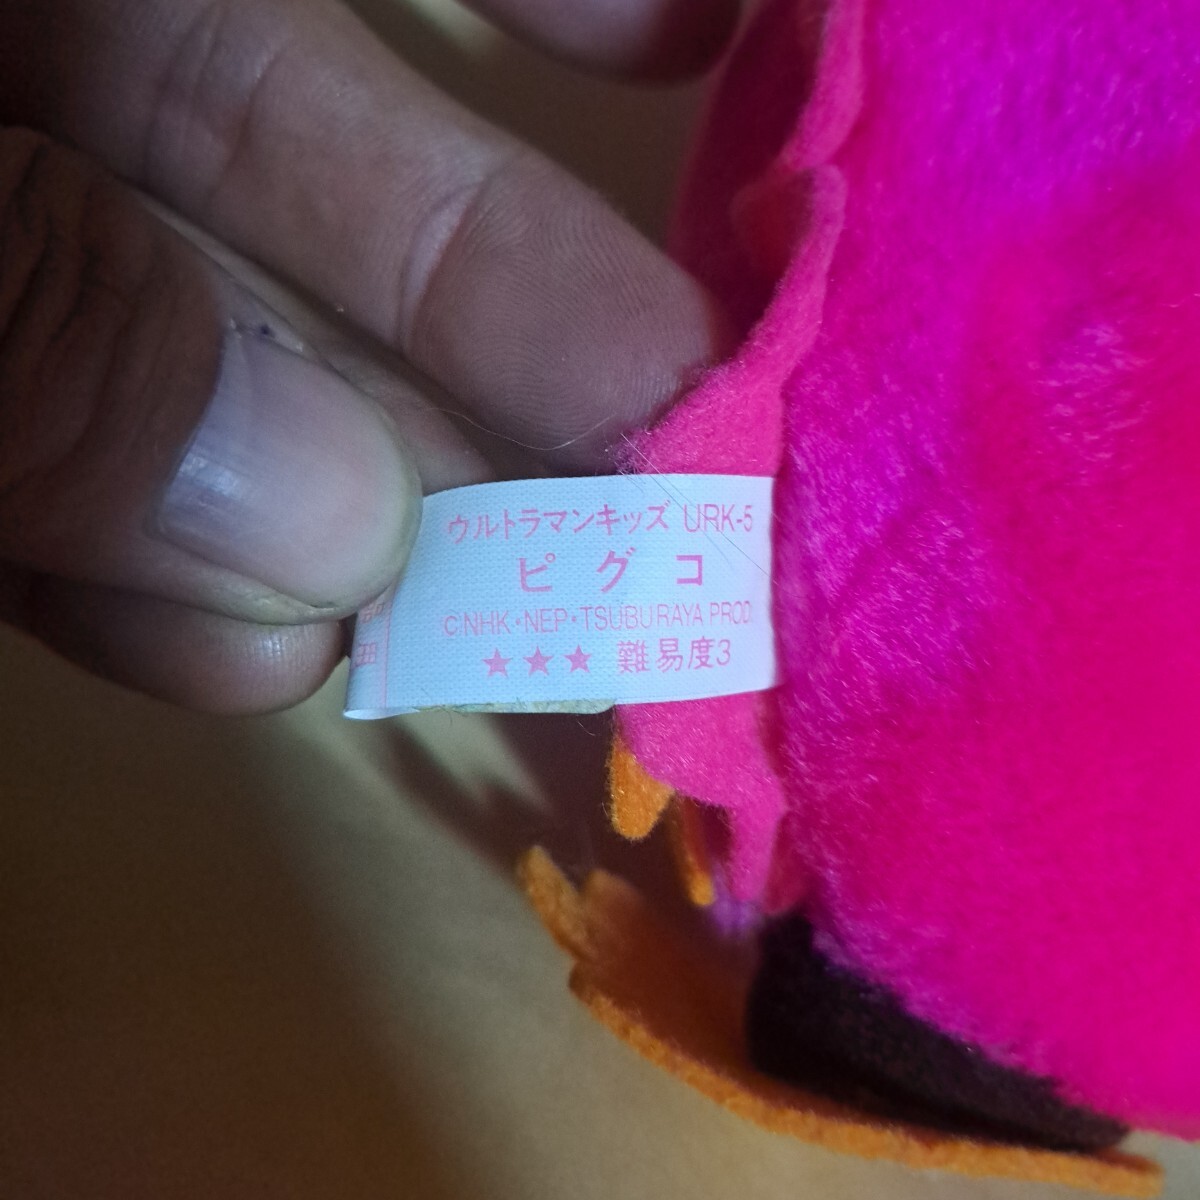 ウルトラマンキッズ URK-5
ピグコ
©NHK・NEP・TSUBURAYA PROD.
★★★ 難易度3